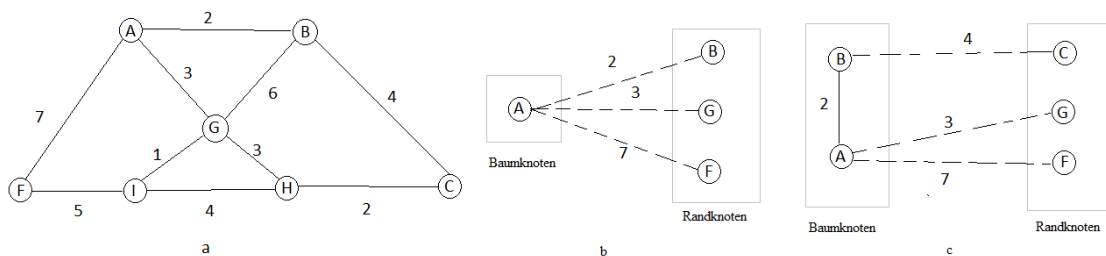 A 2 B
3 6
7 4
G
1 3
F I H C
5 4 2
a
B
2
3
A G
7
Baumknoten F
Randknoten
b
B 4 C
2 3 G
A 7 F
Baumknoten Randknoten
c